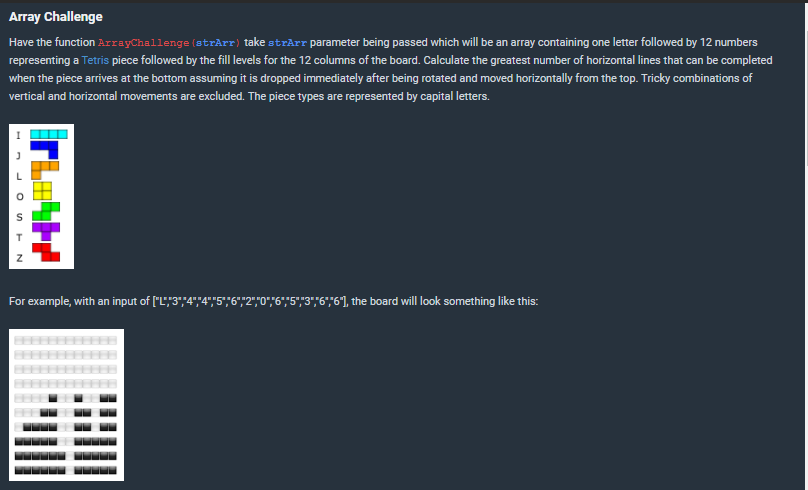 Array Challenge
Have the function ArrayChallenge(strArr) take strArr parameter being passed which will be an array containing one letter followed by 12 numbers
representing a Tetris piece followed by the fill levels for the 12 columns of the board. Calculate the greatest number of horizontal lines that can be completed
when the piece arrives at the bottom assuming it is dropped immediately after being rotated and moved horizontally from the top. Tricky combinations of
vertical and horizontal movements are excluded. The piece types are represented by capital letters.
I
J
L
O
S
T
Z
For example, with an input of ["L","3","4","4","5","6","2","0","6","5","3","6","6"], the board will look something like this: